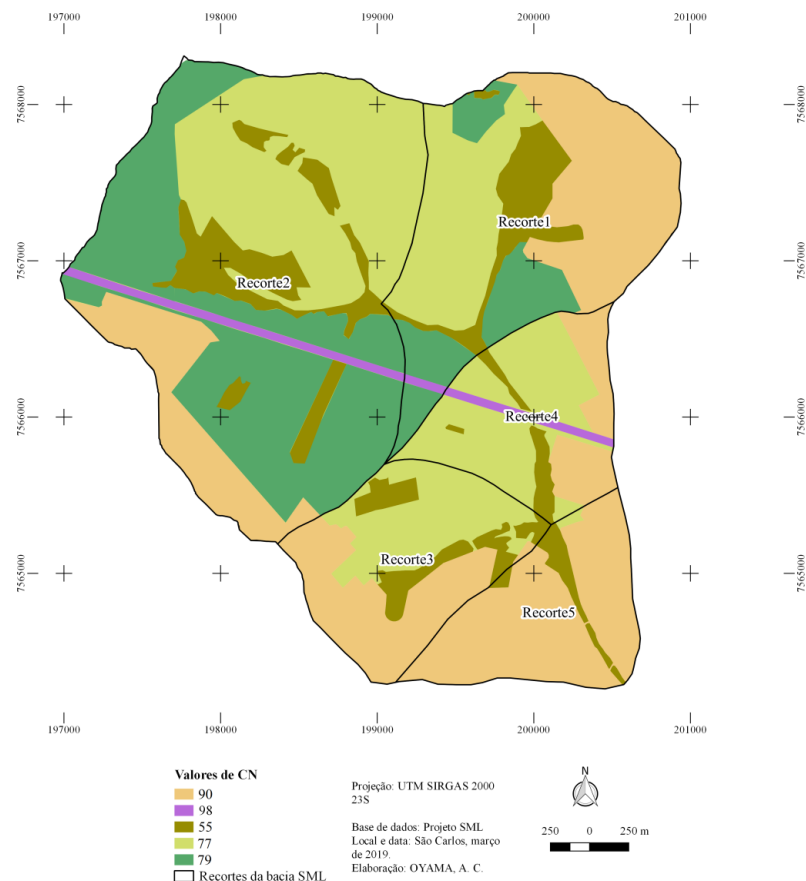 197000
198000
199000
200000
201000
7568000
7568000
Recorte1
7567000
7567000
Recorte2
7566000
Recorte4
7566000
Recorte3
7565000
7565000
Recorte5
197000
198000
199000
200000
201000
Valores de CN
90
98
55
77
79
Recortes da bacia SML
Projeção: UTM SIRGAS 2000
23S
Base de dados: Projeto SML
Local e data: São Carlos, março
de 2019.
Elaboração: OYAMA, A. C.
N
250 0 250 m